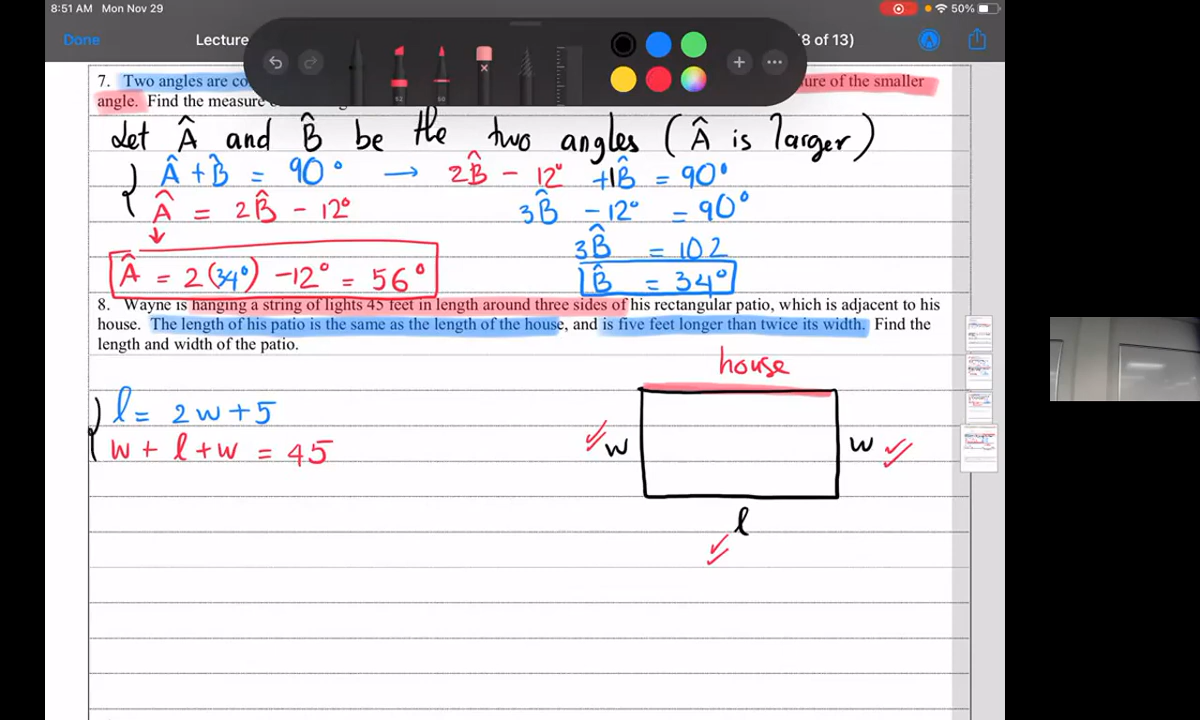 8:51 AM Mon Nov 29
50%
Done
Lecture
(8 of 13)
7. Two angles are co
ure of the smaller
angle. Find the measure
Let Â and B̂ be the two angles (Â is larger)
{ Â + B̂ = 90° → 2B̂ - 12° + 1B̂ = 90°
Â = 2B̂ - 12°
3B̂ - 12° = 90°
3B̂ = 102
Â = 2(34°) - 12° = 56°
B̂ = 34°
8. Wayne is hanging a string of lights 45 feet in length around three sides of his rectangular patio, which is adjacent to his
house. The length of his patio is the same as the length of the house, and is five feet longer than twice its width. Find the
length and width of the patio.
house
{ l = 2w + 5
w + l + w = 45
w
w
l